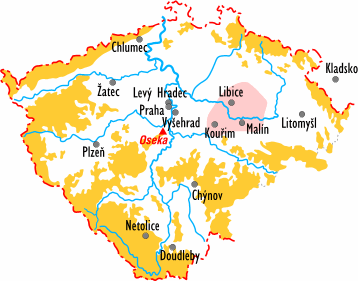 Chlumec
Kladsko
Žatec
Levý Hradec
Libice
Praha
Vyšehrad
Kouřim
Malín
Litomyšl
Oseka
Plzeň
Chýnov
Netolice
Doudleby